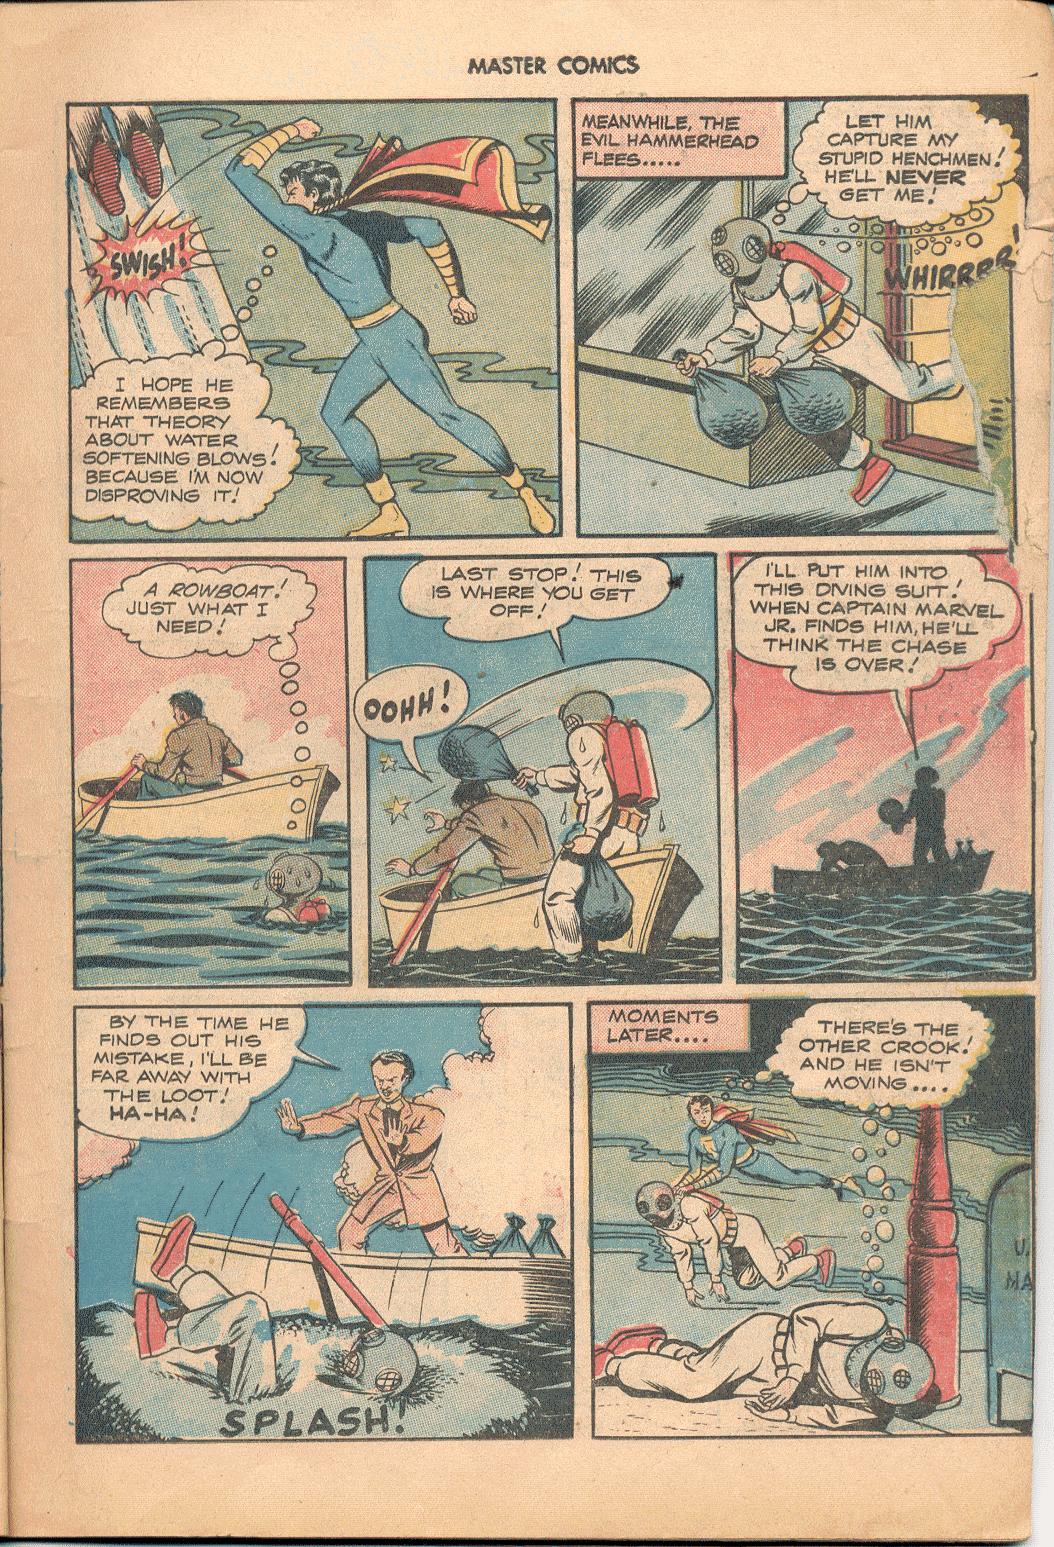 MASTER COMICS
SWISH!
I HOPE HE
REMEMBERS
THAT THEORY
ABOUT WATER
SOFTENING BLOWS!
BECAUSE I'M NOW
DISPROVING IT!
MEANWHILE, THE
EVIL HAMMERHEAD
FLEES.....
LET HIM
CAPTURE MY
STUPID HENCHMEN!
HE'LL NEVER
GET ME!
WHIRRRR!
A ROWBOAT!
JUST WHAT I
NEED!
LAST STOP! THIS
IS WHERE YOU GET
OFF!
OOHH!
I'LL PUT HIM INTO
THIS DIVING SUIT!
WHEN CAPTAIN MARVEL
JR. FINDS HIM, HE'LL
THINK THE CHASE
IS OVER!
BY THE TIME HE
FINDS OUT HIS
MISTAKE, I'LL BE
FAR AWAY WITH
THE LOOT!
HA-HA!
SPLASH!
MOMENTS
LATER....
THERE'S THE
OTHER CROOK!
AND HE ISN'T
MOVING....
U.
MA